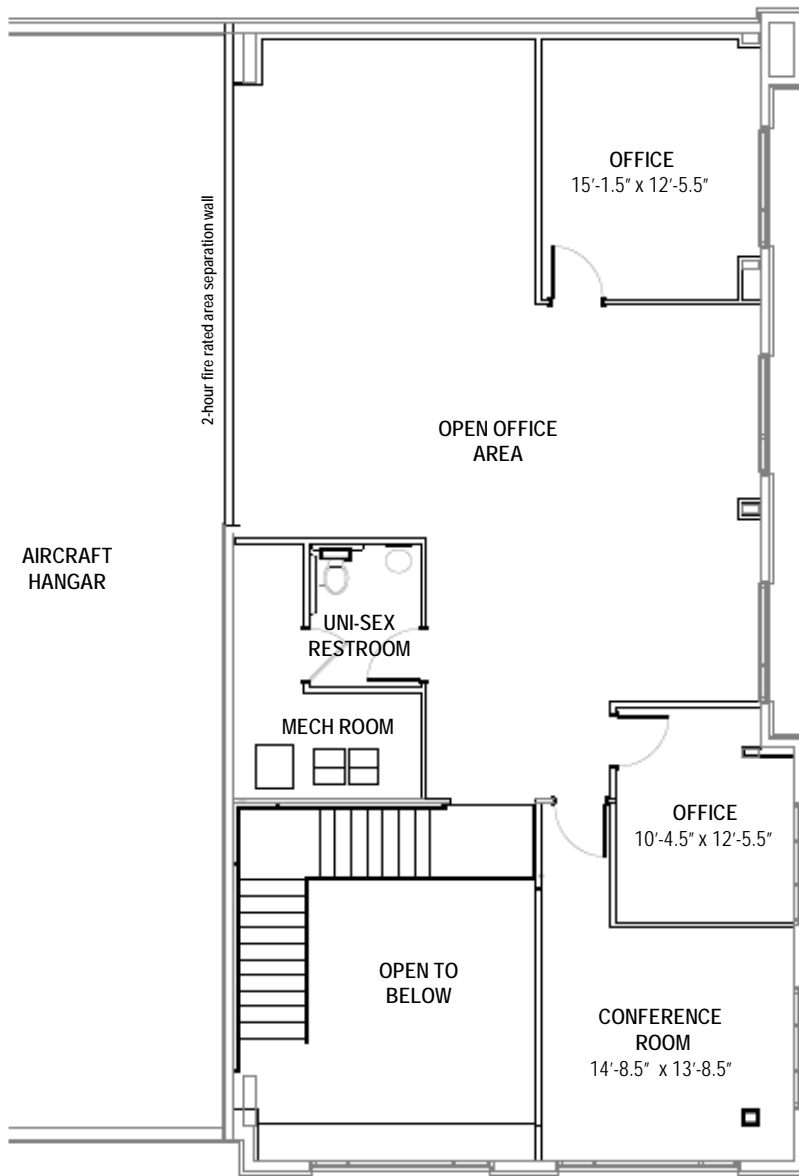 OFFICE
15'-1.5" x 12'-5.5"
2-hour fire rated area separation wall
OPEN OFFICE
AREA
AIRCRAFT
HANGAR
UNI-SEX
RESTROOM
MECH ROOM
OFFICE
10'-4.5" x 12'-5.5"
OPEN TO
BELOW
CONFERENCE
ROOM
14'-8.5" x 13'-8.5"